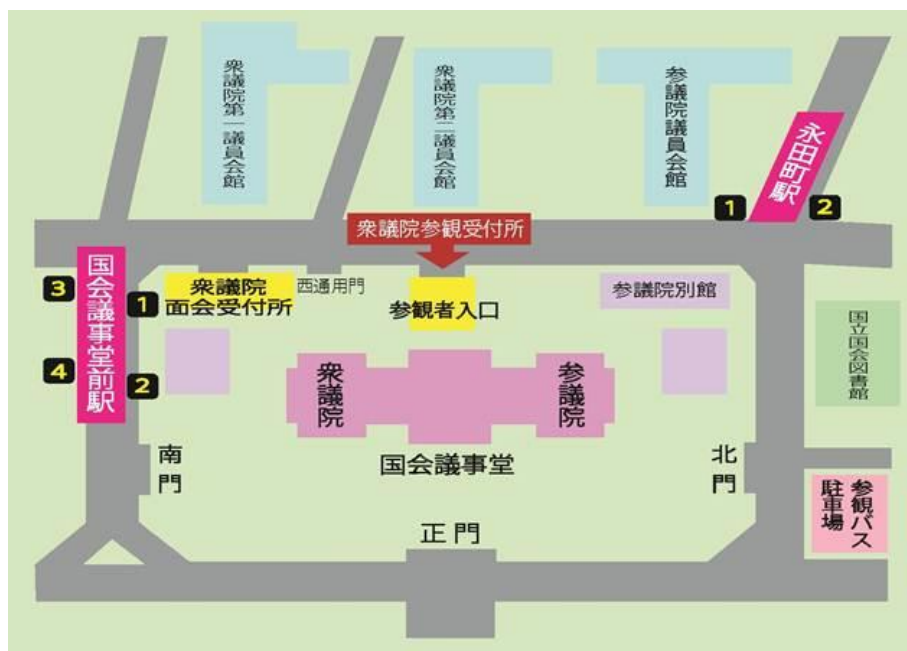 衆議院第一議員会館
衆議院第二議員会館
参議院議員会館
永田町駅
1
2
衆議院参観受付所
国会議事堂前駅
3
1
4
2
衆議院
面会受付所
西通用門
参観者入口
参議院別館
国立国会図書館
衆議院
参議院
国会議事堂
南門
北門
正門
参観バス
駐車場